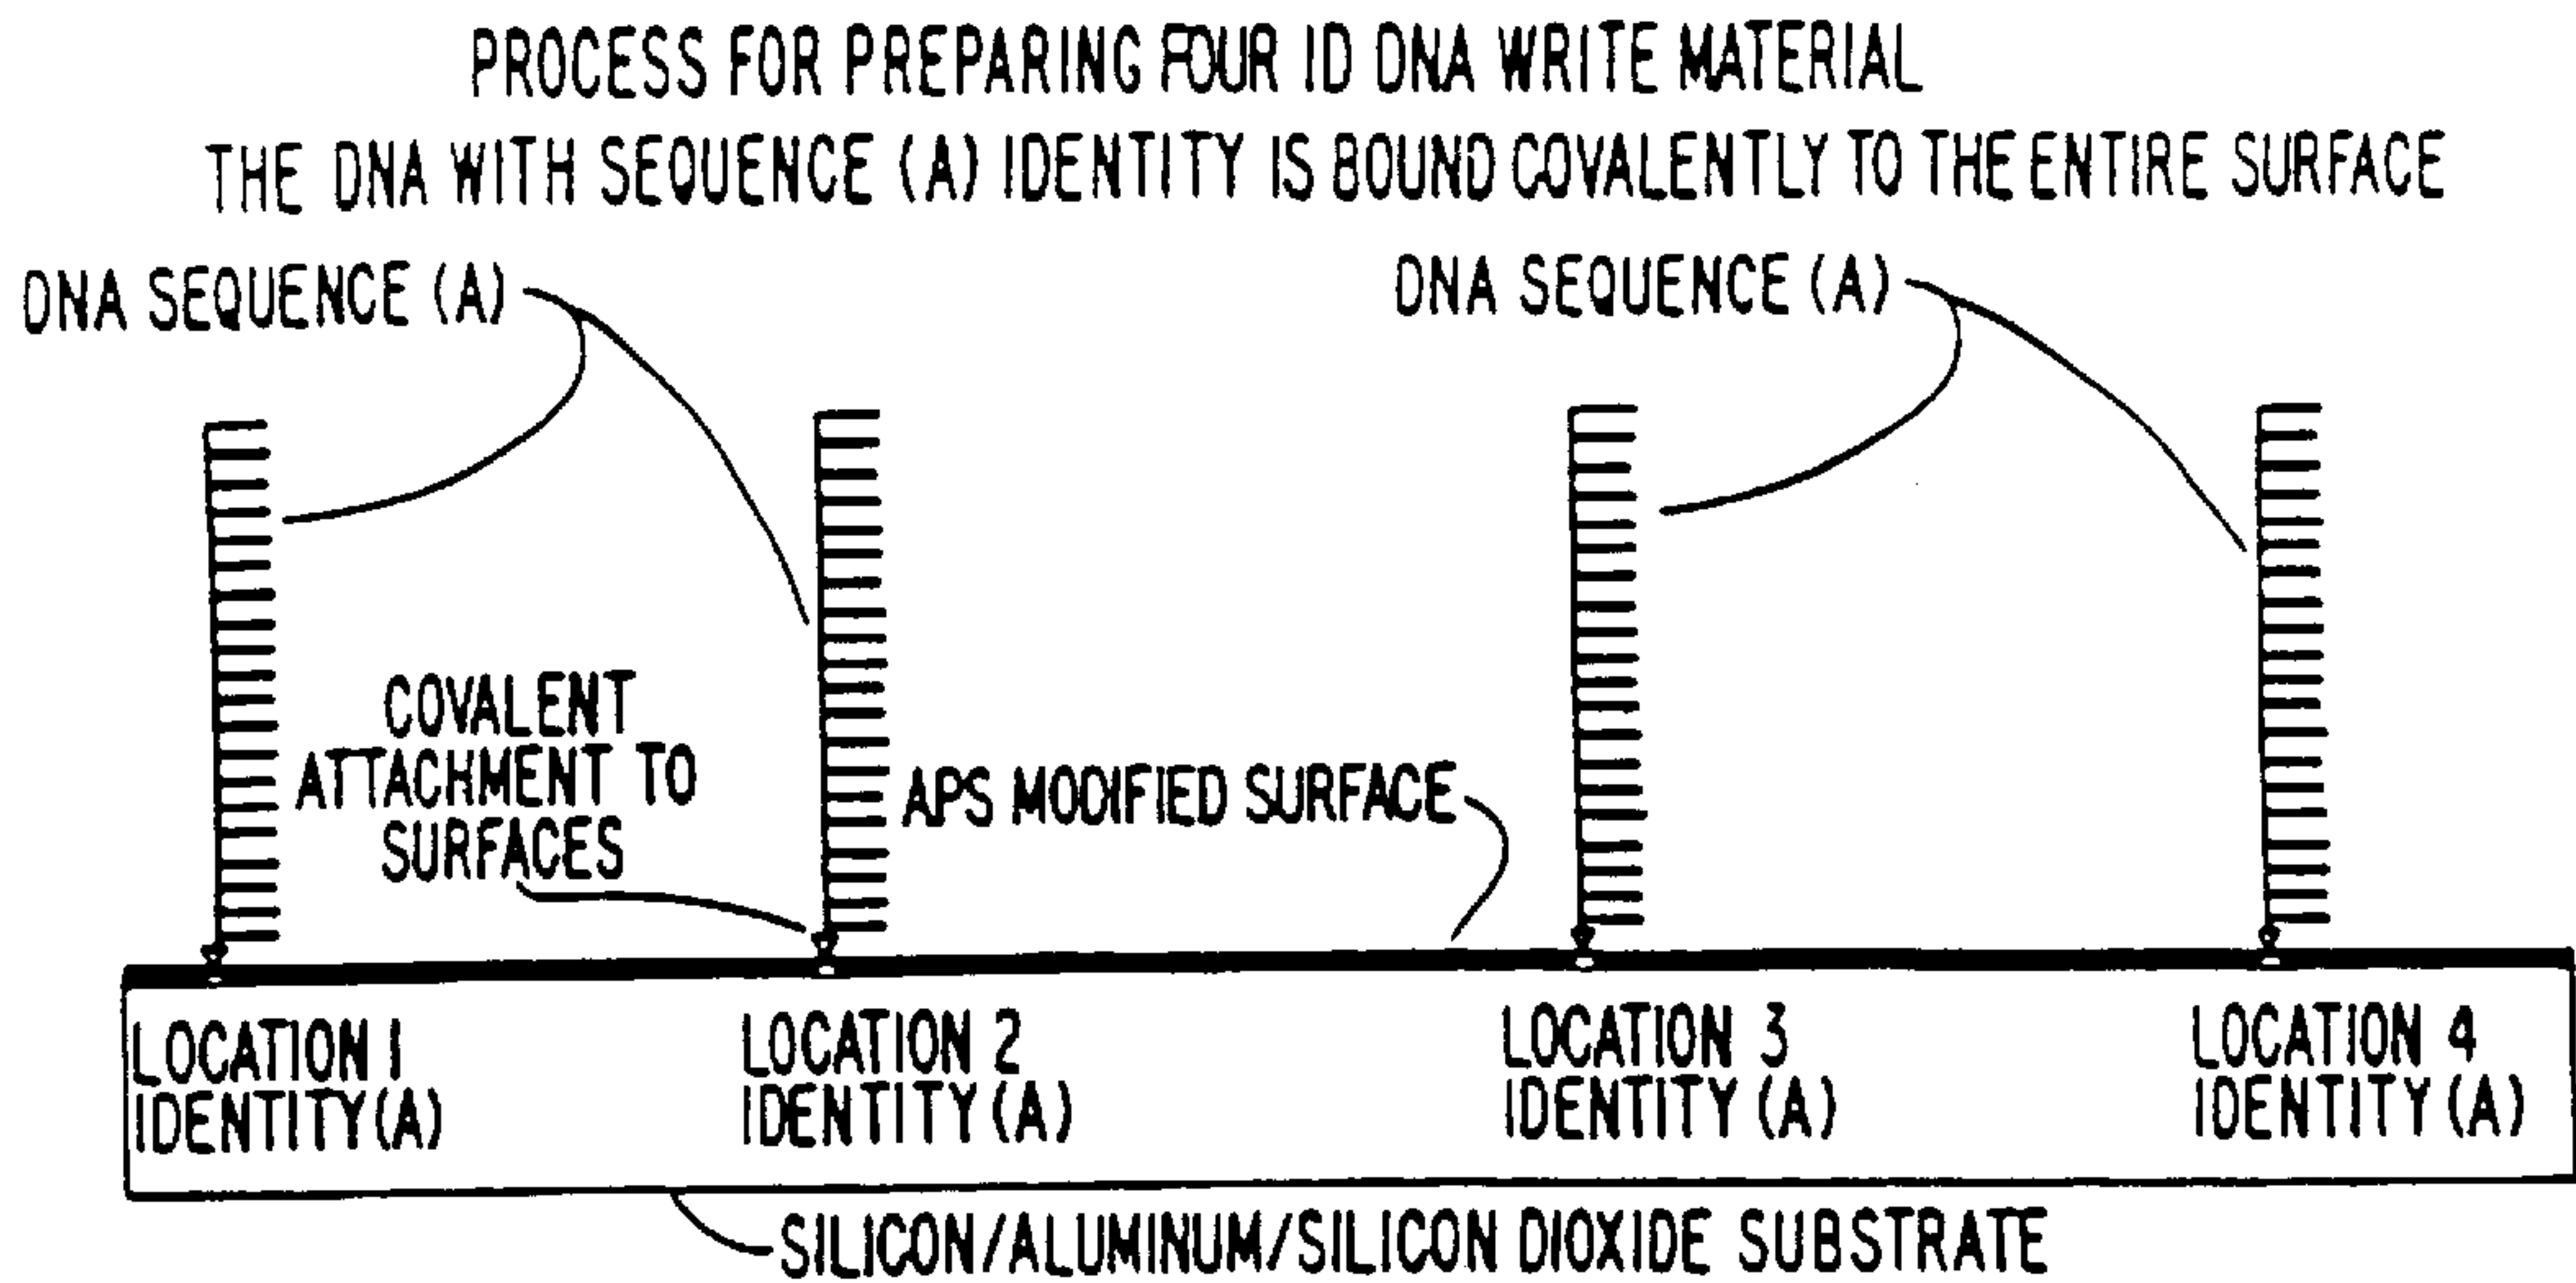 PROCESS FOR PREPARING FOUR ID DNA WRITE MATERIAL
THE DNA WITH SEQUENCE (A) IDENTITY IS BOUND COVALENTLY TO THE ENTIRE SURFACE
DNA SEQUENCE (A)
DNA SEQUENCE (A)
COVALENT
ATTACHMENT TO
SURFACES
APS MODIFIED SURFACE
LOCATION 1
IDENTITY (A)
LOCATION 2
IDENTITY (A)
LOCATION 3
IDENTITY (A)
LOCATION 4
IDENTITY (A)
SILICON/ALUMINUM/SILICON DIOXIDE SUBSTRATE